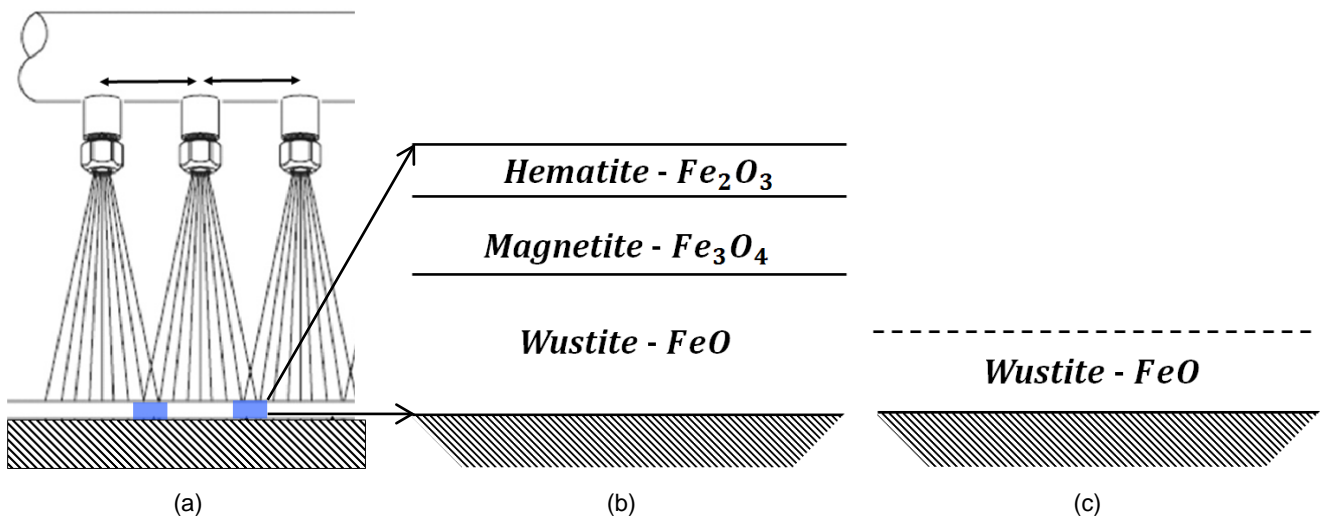 Hematite - Fe₂O₃
Magnetite - Fe₃O₄
Wustite - FeO
Wustite - FeO
(a)
(b)
(c)